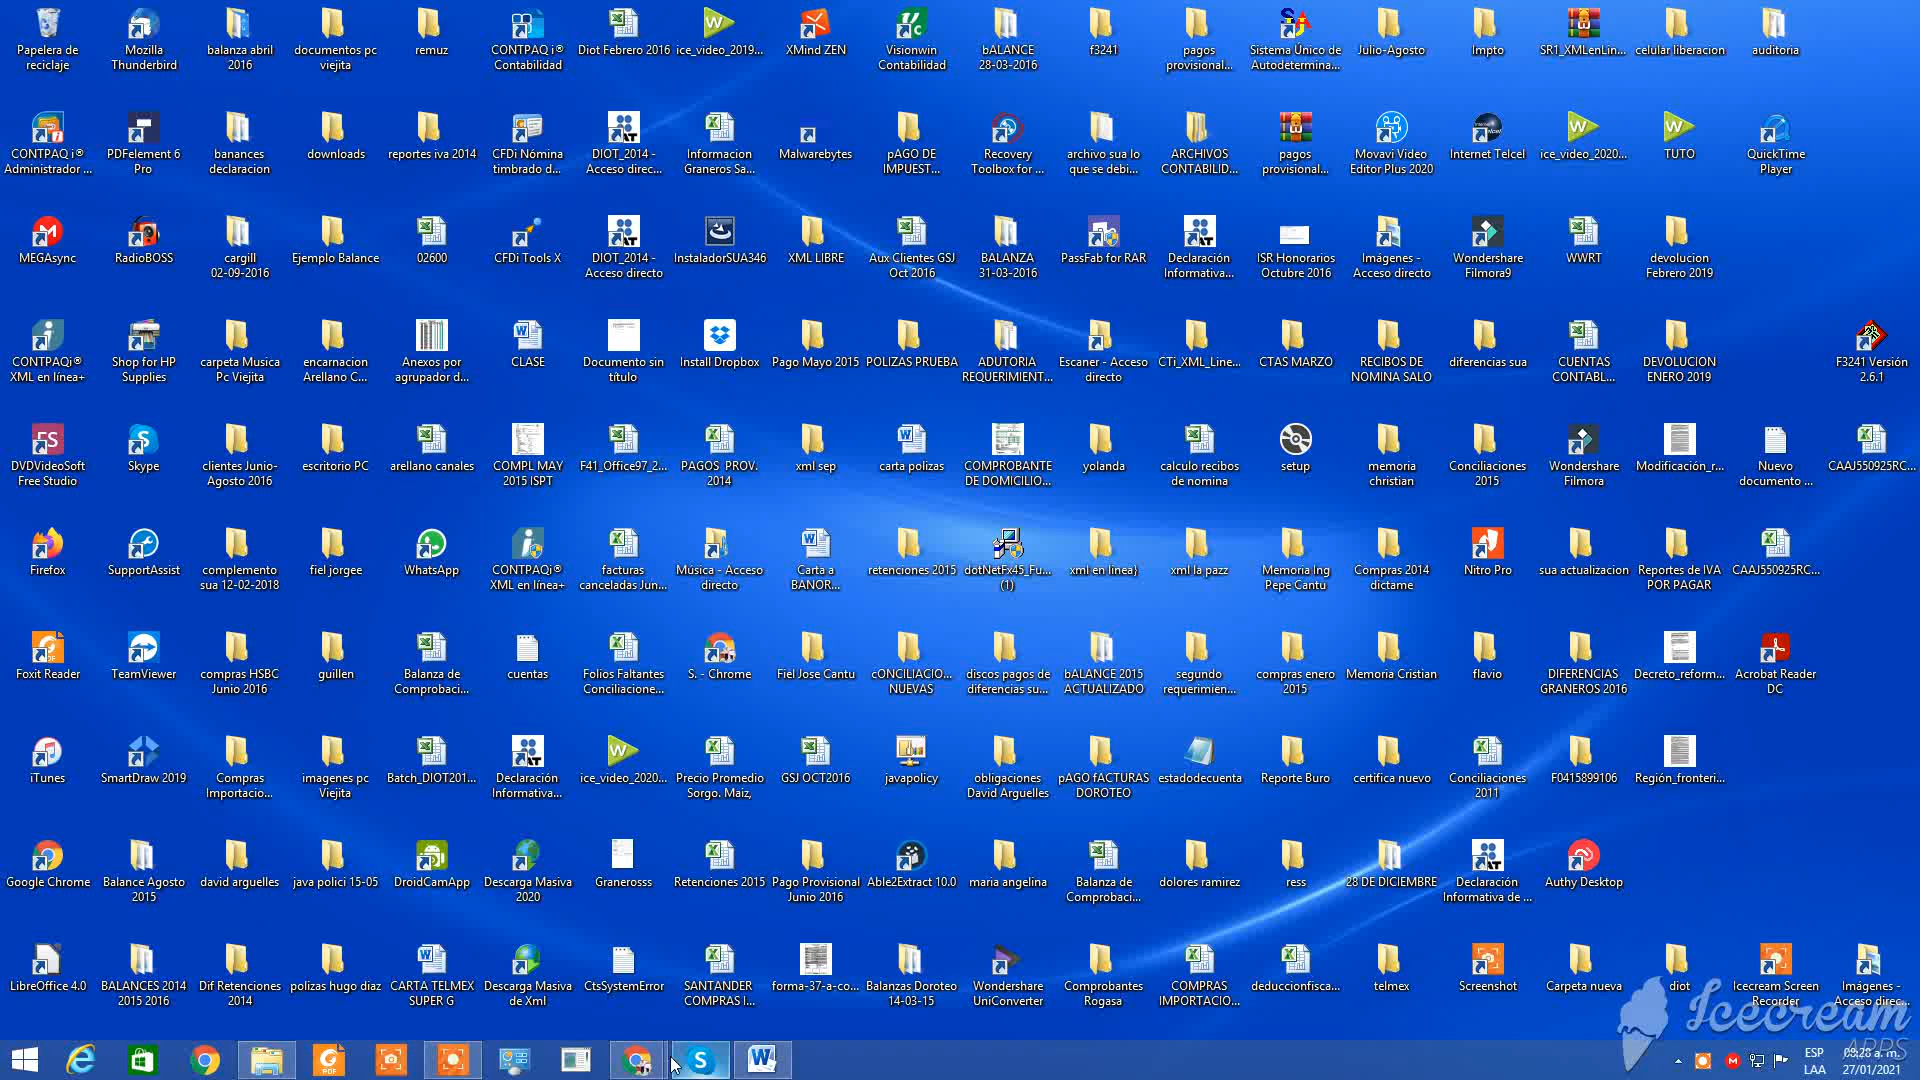 Papelera de
reciclaje
Mozilla
Thunderbird
balanza abril
2016
documentos pc
viejita
remuz
CONTPAQ i®
Contabilidad
Diot Febrero 2016
ice_video_2019...
XMind ZEN
Visionwin
Contabilidad
bALANCE
28-03-2016
f3241
pagos
provisional...
Sistema Único de
Autodetermina...
Julio-Agosto
Impto
SR1_XMLenLin...
celular liberacion
auditoria
CONTPAQ i®
Administrador ...
PDFelement 6
Pro
banances
declaracion
downloads
reportes iva 2014
CFDi Nómina
timbrado d...
DIOT_2014 -
Acceso direc...
Informacion
Graneros Sa...
Malwarebytes
pAGO DE
IMPUEST...
Recovery
Toolbox for ...
archivo sua lo
que se debi...
ARCHIVOS
CONTABILID...
pagos
provisional...
Movavi Video
Editor Plus 2020
Internet Telcel
ice_video_2020...
TUTO
QuickTime
Player
MEGAsync
RadioBOSS
cargill
02-09-2016
Ejemplo Balance
02600
CFDi Tools X
DIOT_2014 -
Acceso directo
InstaladorSUA346
XML LIBRE
Aux Clientes GSJ
Oct 2016
BALANZA
31-03-2016
PassFab for RAR
Declaración
Informativa...
ISR Honorarios
Octubre 2016
Imágenes -
Acceso directo
Wondershare
Filmora9
WWRT
devolucion
Febrero 2019
CONTPAQi®
XML en línea+
Shop for HP
Supplies
carpeta Musica
Pc Viejita
encarnacion
Arellano C...
Anexos por
agrupador d...
CLASE
Documento sin
título
Install Dropbox
Pago Mayo 2015
POLIZAS PRUEBA
ADUTORIA
REQUERIMIENT...
Escaner - Acceso
directo
CTi_XML_Line...
CTAS MARZO
RECIBOS DE
NOMINA SALO
diferencias sua
CUENTAS
CONTABL...
DEVOLUCION
ENERO 2019
F3241 Versión
2.6.1
DVDVideoSoft
Free Studio
Skype
clientes Junio-
Agosto 2016
escritorio PC
arellano canales
COMPL MAY
2015 ISPT
F41_Office97_2...
PAGOS PROV.
2014
xml sep
carta polizas
COMPROBANTE
DE DOMICILIO...
yolanda
calculo recibos
de nomina
setup
memoria
christian
Conciliaciones
2015
Wondershare
Filmora
Modificación_r...
Nuevo
documento ...
CAAJ550925RC...
Firefox
SupportAssist
complemento
sua 12-02-2018
fiel jorgee
WhatsApp
CONTPAQi®
XML en línea+
facturas
canceladas Jun...
Música - Acceso
directo
Carta a
BANOR...
retenciones 2015
dotNetFx45_Fu...
(1)
xml en linea}
xml la pazz
Memoria Ing
Pepe Cantu
Compras 2014
dictame
Nitro Pro
sua actualizacion
Reportes de IVA
POR PAGAR
CAAJ550925RC...
Foxit Reader
TeamViewer
compras HSBC
Junio 2016
guillen
Balanza de
Comprobaci...
cuentas
Folios Faltantes
Conciliacione...
S. - Chrome
Fiel Jose Cantu
cONCILIACIO...
NUEVAS
discos pagos de
diferencias su...
bALANCE 2015
ACTUALIZADO
segundo
requerimien...
compras enero
2015
Memoria Cristian
flavio
DIFERENCIAS
GRANEROS 2016
Decreto_reform...
Acrobat Reader
DC
iTunes
SmartDraw 2019
Compras
Importacio...
imagenes pc
Viejita
Batch_DIOT201...
Declaración
Informativa...
ice_video_2020...
Precio Promedio
Sorgo. Maiz,
GSJ OCT2016
javapolicy
obligaciones
David Arguelles
pAGO fACTURAS
DOROTEO
estadodecuenta
Reporte Buro
certifica nuevo
Conciliaciones
2011
F0415899106
Región_fronteri...
Google Chrome
Balance Agosto
2015
david arguelles
java polici 15-05
DroidCamApp
Descarga Masiva
2020
Granerosss
Retenciones 2015
Pago Provisional
Junio 2016
Able2Extract 10.0
maria angelina
Balanza de
Comprobaci...
dolores ramirez
ress
28 DE DICIEMBRE
Declaración
Informativa de ...
Authy Desktop
LibreOffice 4.0
BALANCES 2014
2015 2016
Dif Retenciones
2014
polizas hugo diaz
CARTA TELMEX
SUPER G
Descarga Masiva
de Xml
CtsSystemError
SANTANDER
COMPRAS I...
forma-37-a-co...
Balanzas Doroteo
14-03-15
Wondershare
UniConverter
Comprobantes
Rogasa
COMPRAS
IMPORTACIO...
deduccionfisca...
telmex
Screenshot
Carpeta nueva
diot
Icecream Screen
Recorder
Imágenes -
Acceso direc...
Icecream
APPS
ESP
LAA
08:28 a. m.
27/01/2021